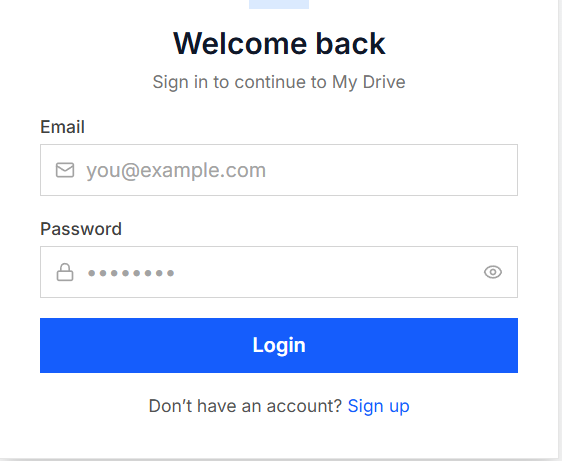 Welcome back
Sign in to continue to My Drive
Email
you@example.com
Password
••••••••
Login
Don’t have an account? Sign up